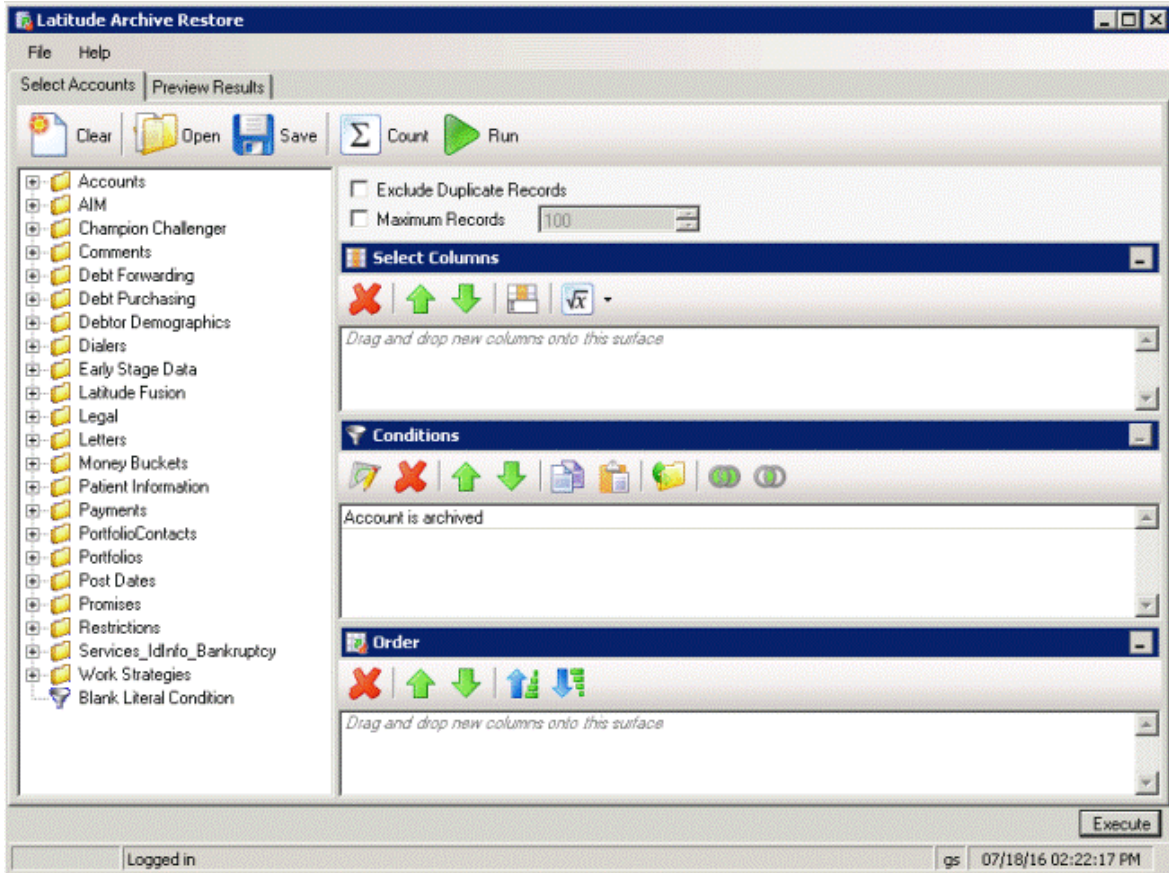 Latitude Archive Restore
File Help
Select Accounts Preview Results
Clear Open Save Σ Count Run
Accounts
AIM
Champion Challenger
Comments
Debt Forwarding
Debt Purchasing
Debtor Demographics
Dialers
Early Stage Data
Latitude Fusion
Legal
Letters
Money Buckets
Patient Information
Payments
PortfolioContacts
Portfolios
Post Dates
Promises
Restrictions
Services_IdInfo_Bankruptcy
Work Strategies
Blank Literal Condition
Exclude Duplicate Records
Maximum Records 100
Select Columns
√x
Drag and drop new columns onto this surface
Conditions
Account is archived
Order
Drag and drop new columns onto this surface
Execute
Logged in gs 07/18/16 02:22:17 PM